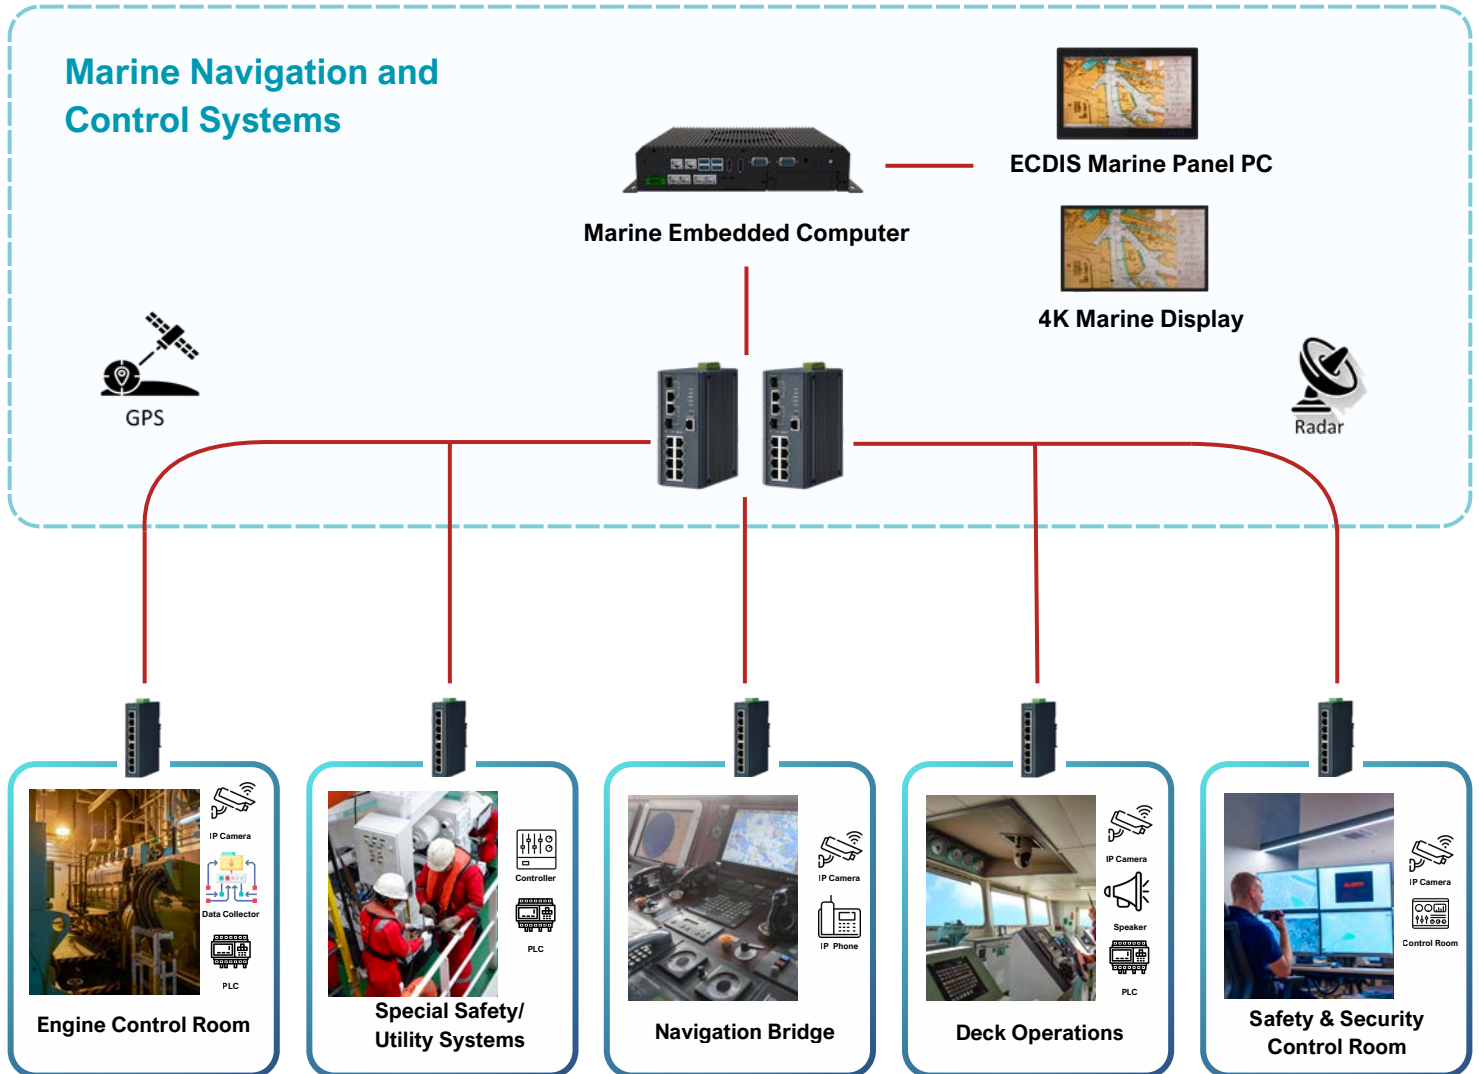 Marine Navigation and
Control Systems
ECDIS Marine Panel PC
Marine Embedded Computer
4K Marine Display
GPS
Radar
IP Camera
Data Collector
PLC
Engine Control Room
Controller
PLC
Special Safety/
Utility Systems
IP Camera
IP Phone
Navigation Bridge
IP Camera
Speaker
PLC
Deck Operations
IP Camera
Control Room
Safety & Security
Control Room